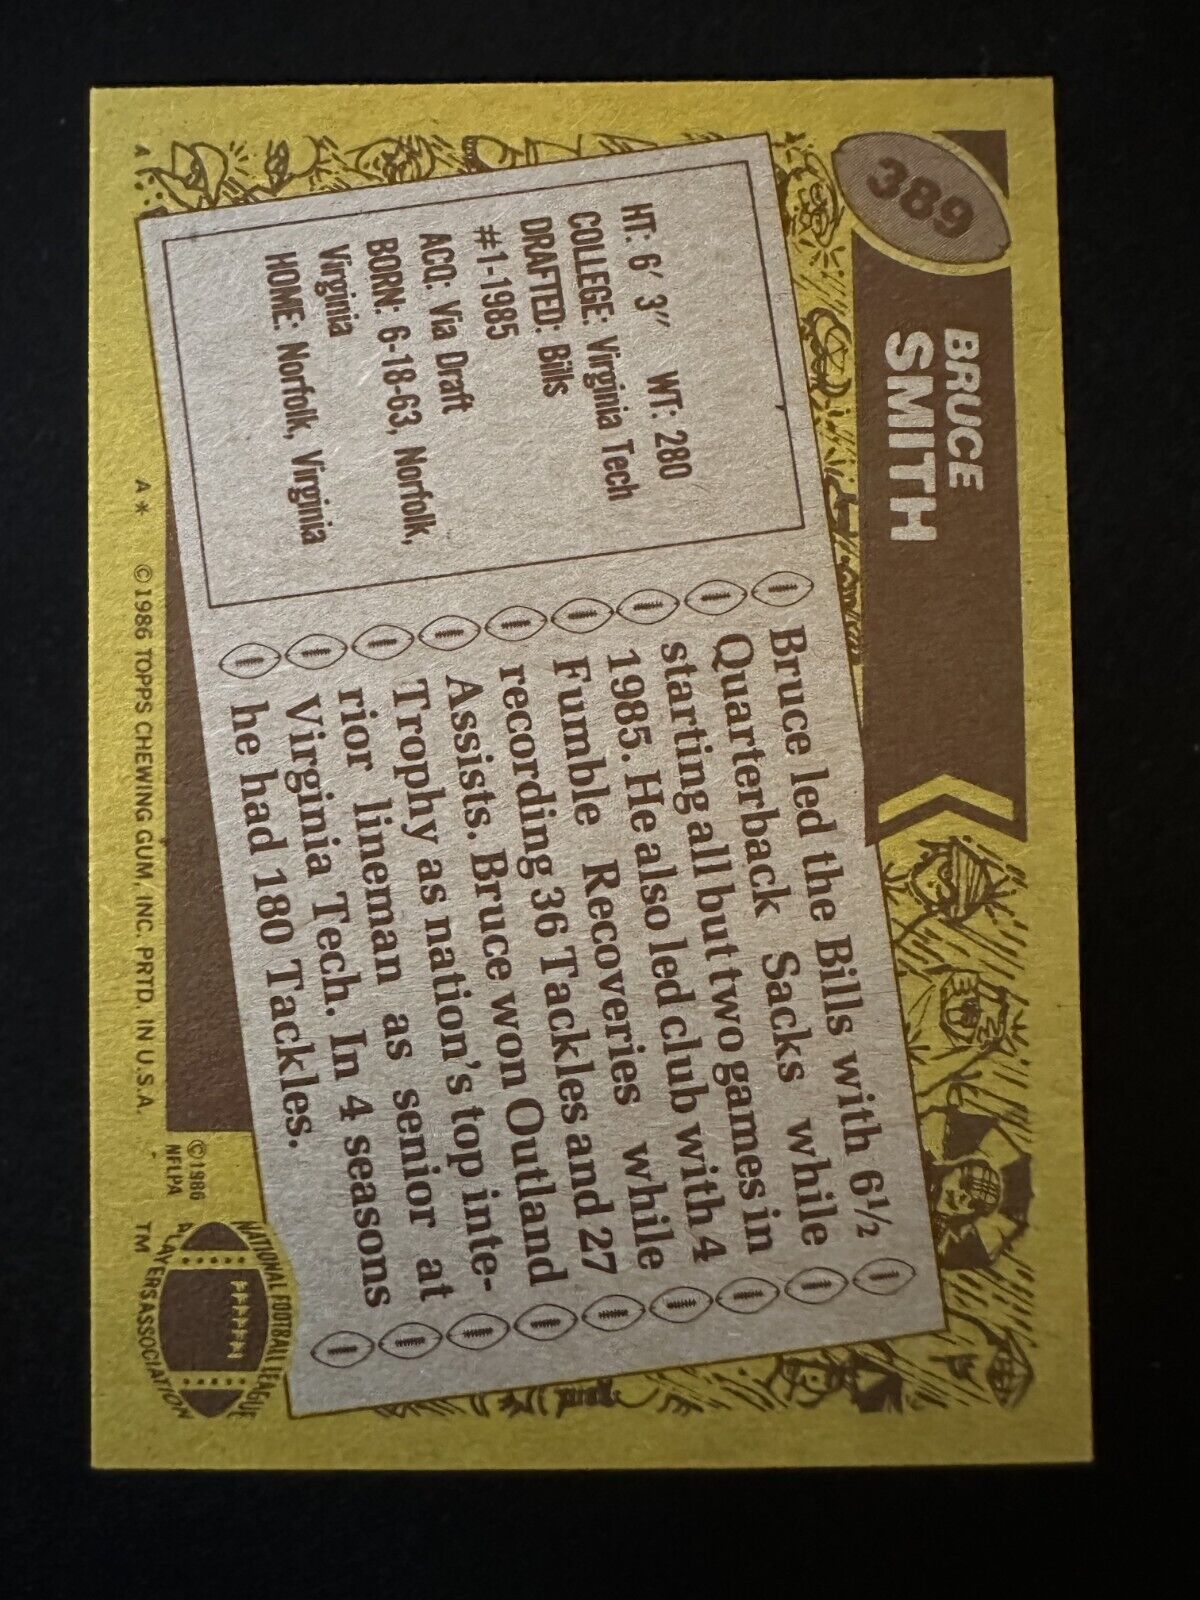 389
BRUCE
SMITH
HT: 6′ 3″ WT: 280
COLLEGE: Virginia Tech
DRAFTED: Bills
#1-1985
ACQ: Via Draft
BORN: 6-18-63, Norfolk,
Virginia
HOME: Norfolk, Virginia
Bruce led the Bills with 6½
Quarterback Sacks while
starting all but two games in
1985. He also led club with 4
Fumble Recoveries while
recording 36 Tackles and 27
Assists. Bruce won Outland
Trophy as nation's top inte-
rior lineman as senior at
Virginia Tech. In 4 seasons
he had 180 Tackles.
A A* ©1986 TOPPS CHEWING GUM, INC. PRTD. IN U.S.A.
©1986
NFLPA
TM
NATIONAL FOOTBALL LEAGUE
PLAYERS ASSOCIATION